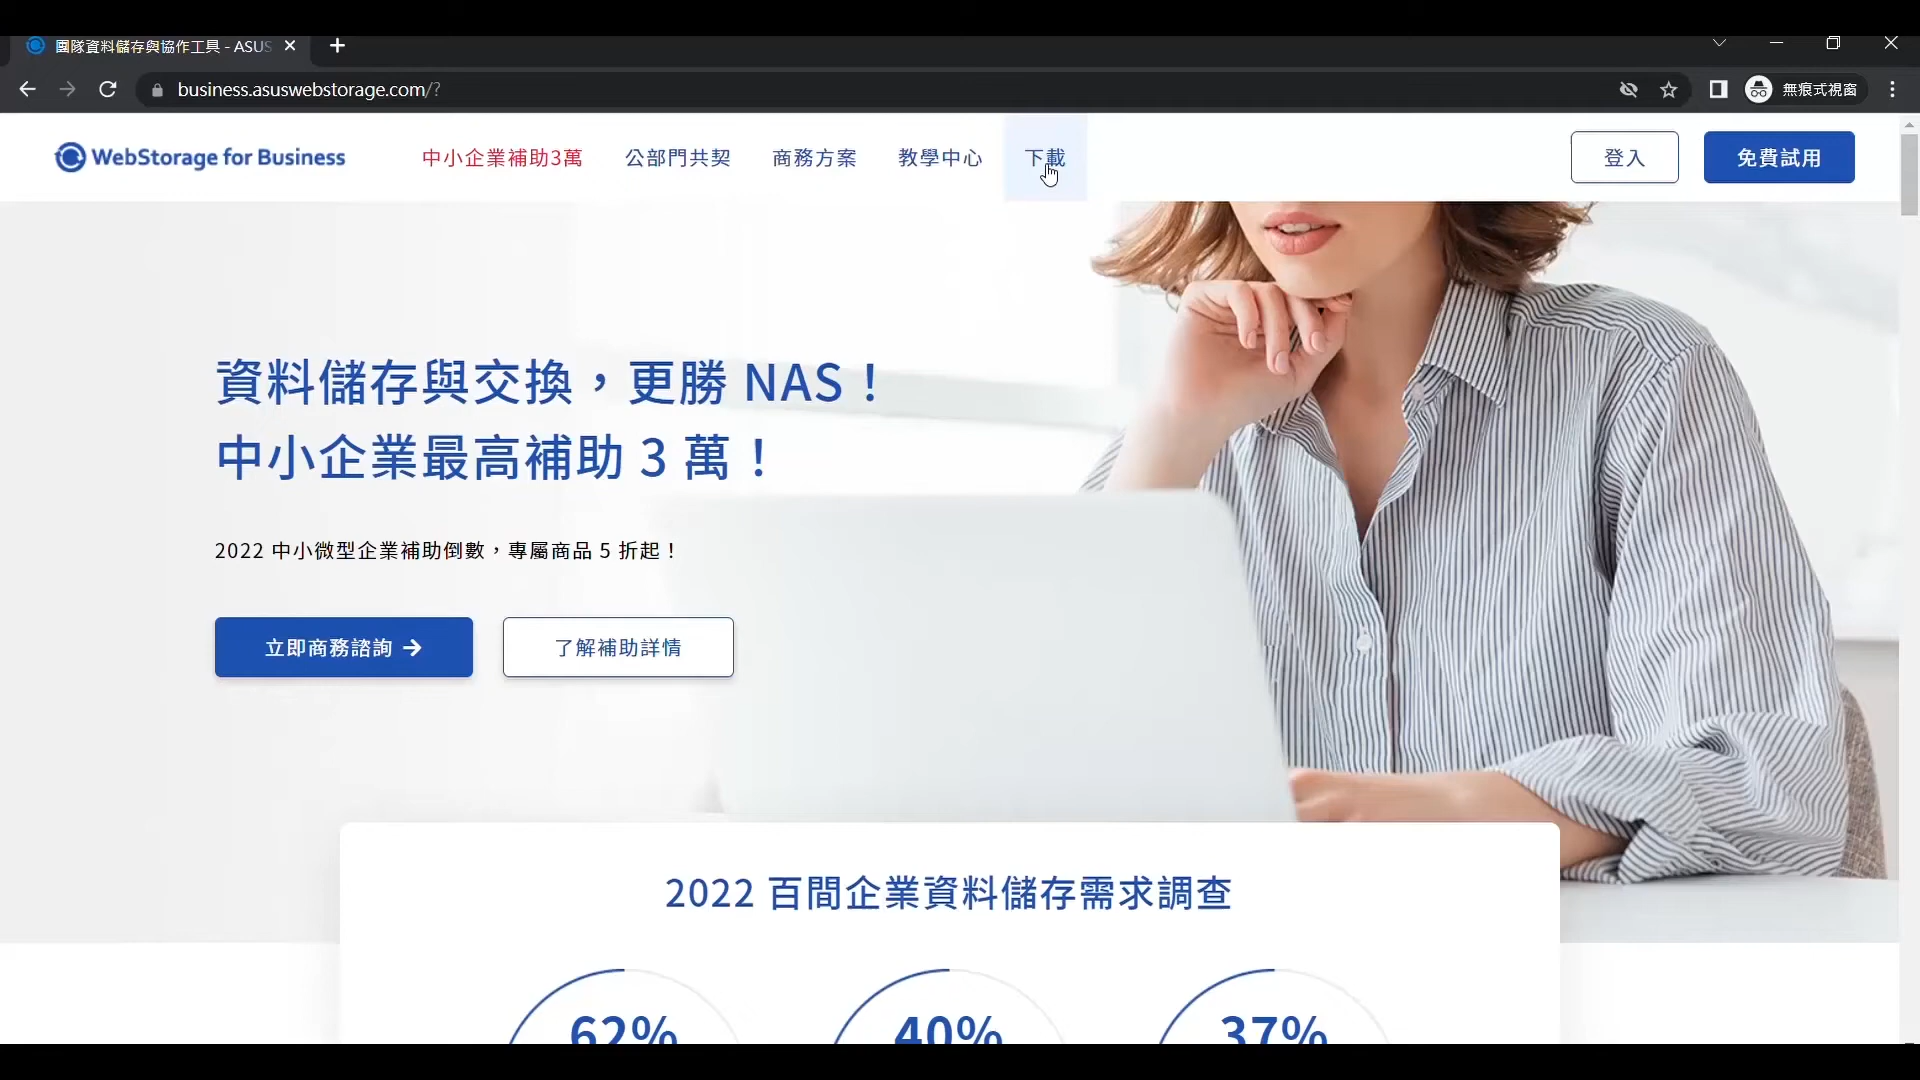 團隊資料儲存與協作工具 - ASUS
business.asuswebstorage.com/?
無痕式視窗
WebStorage for Business
中小企業補助3萬
公部門共契
商務方案
教學中心
下載
登入
免費試用
資料儲存與交換，更勝 NAS！
中小企業最高補助 3 萬！
2022 中小微型企業補助倒數，專屬商品 5 折起！
立即商務諮詢
了解補助詳情
2022 百間企業資料儲存需求調查
62%
40%
37%